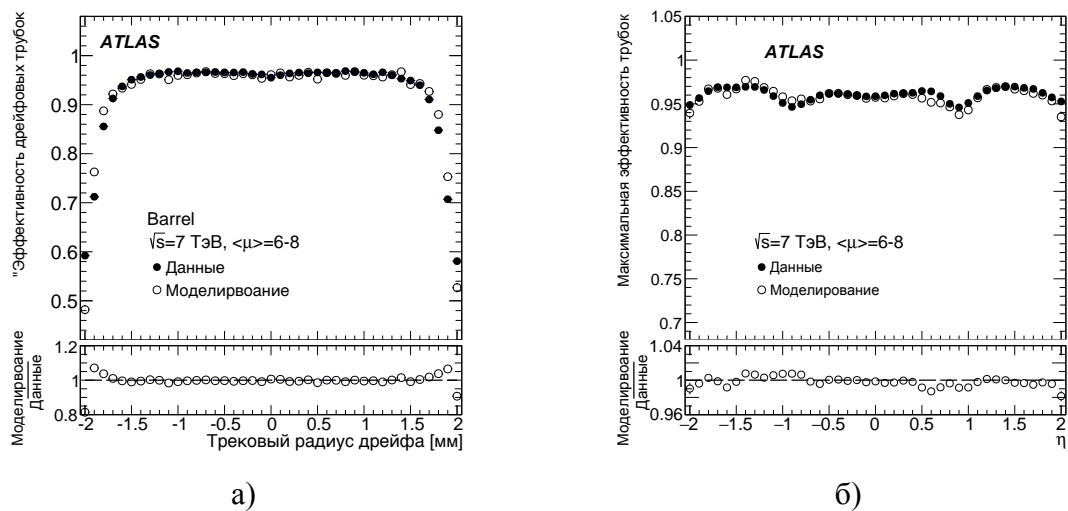 "Эффективность дрейфовых трубок
ATLAS
1
0.9
0.8
0.7
0.6
0.5
Barrel
√s=7 ТэВ, <μ>=6-8
Данные
Моделирвоание
Моделирвоание
Данные
1.2
1
0.8
-2 -1.5 -1 -0.5 0 0.5 1 1.5 2
Трековый радиус дрейфа [мм]
а)
Максимальная эффективность трубок
1.05
1
0.95
0.9
0.85
0.8
0.75
0.7
ATLAS
√s=7 ТэВ, <μ>=6-8
Данные
Моделирование
Моделирвоание
Данные
1.04
1
0.96
−2 −1.5 −1 −0.5 0 0.5 1 1.5 2
η
б)